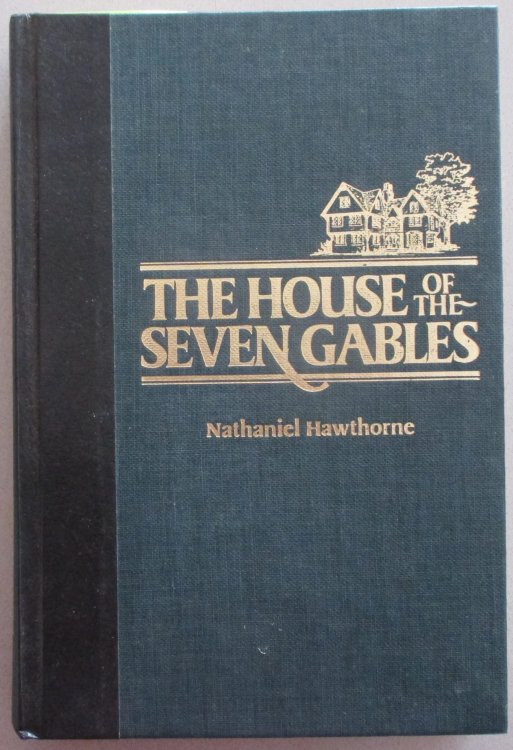 THE HOUSE OF THE
SEVEN GABLES
Nathaniel Hawthorne